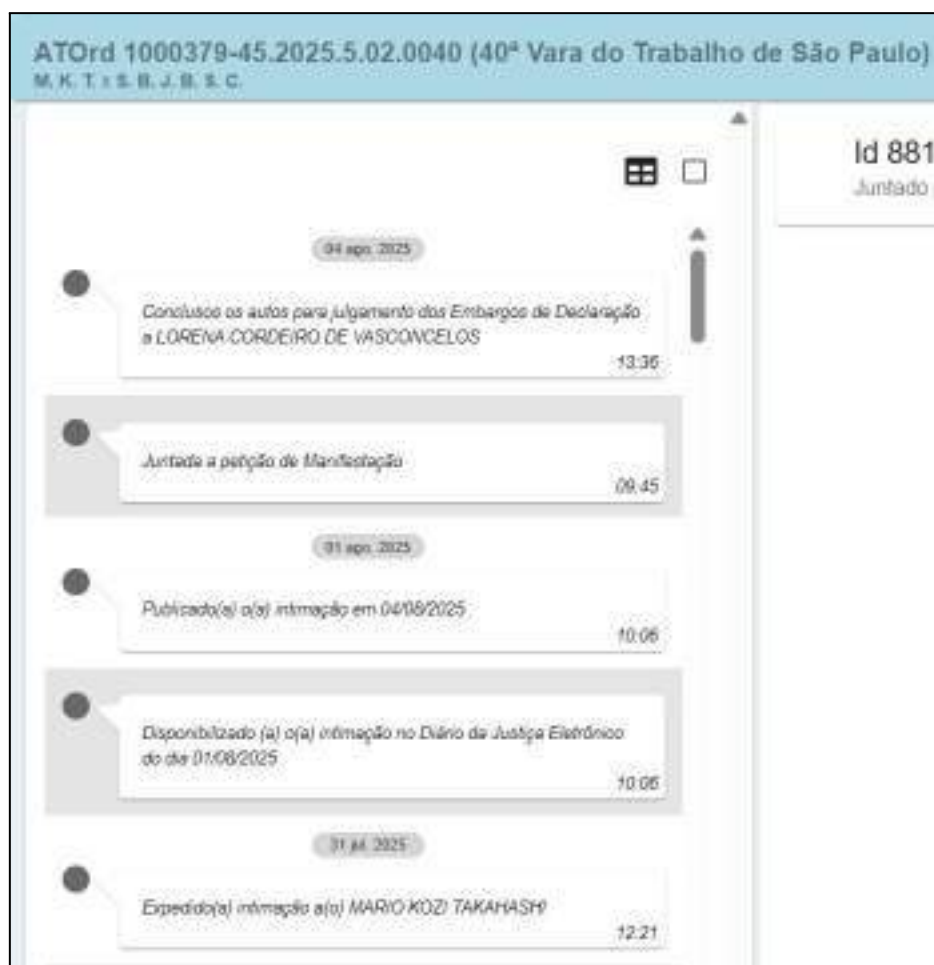 ATOrd 1000379-45.2025.5.02.0040 (40ª Vara do Trabalho de São Paulo)
M. K. T. x S. B. J. B. S. C.
Id 881
Juntado
04 ago. 2025
Conclusos os autos para julgamento dos Embargos de Declaração
a LORENA CORDEIRO DE VASCONCELOS
13:36
Juntada a petição de Manifestação
09:45
01 ago. 2025
Publicado(a) o(a) intimação em 04/08/2025
10:06
Disponibilizado (a) o(a) intimação no Diário da Justiça Eletrônico
do dia 01/08/2025
10:06
31 jul. 2025
Expedido(a) intimação a(o) MARIO KOZI TAKAHASHI
12:21